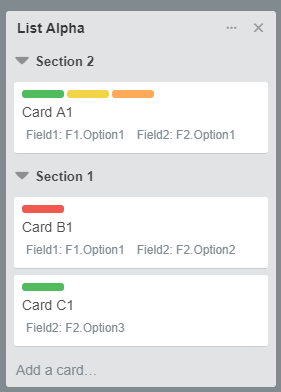 List Alpha
Section 2
Card A1
Field1: F1.Option1 Field2: F2.Option1
Section 1
Card B1
Field1: F1.Option1 Field2: F2.Option2
Card C1
Field2: F2.Option3
Add a card...